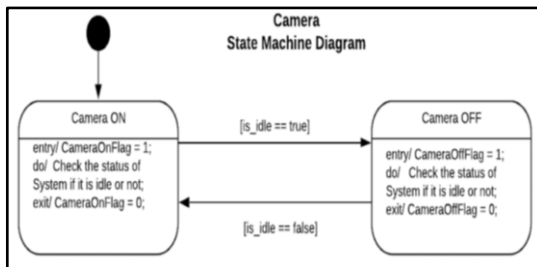 Camera
State Machine Diagram
Camera ON
entry/ CameraOnFlag = 1;
do/ Check the status of
System if it is idle or not;
exit/ CameraOnFlag = 0;
[is_idle == true]
[is_idle == false]
Camera OFF
entry/ CameraOffFlag = 1;
do/ Check the status of
System if it is idle or not;
exit/ CameraOffFlag = 0;